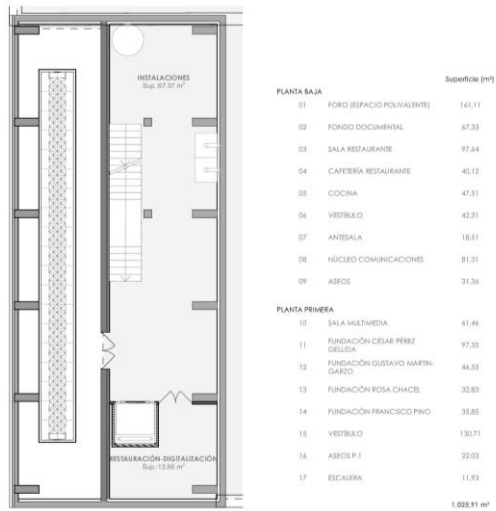 INSTALACIONES
Sup: 67.57 m²
RESTAURACIÓN-DIGITALIZACIÓN
Sup.:13.66 m²
Superficie (m²)
PLANTA BAJA
01 FORO (ESPACIO POLIVALENTE) 161,11
02 FONDO DOCUMENTAL 67,33
03 SALA RESTAURANTE 97,64
04 CAFETERÍA RESTAURANTE 40,12
05 COCINA 47,51
06 VESTÍBULO 42,31
07 ANTESALA 18,51
08 NÚCLEO COMUNICACIONES 81,31
09 ASEOS 31,36
PLANTA PRIMERA
10 SALA MULTIMEDIA 61,46
11 FUNDACIÓN CÉSAR PÉREZ GELLIDA 97,35
12 FUNDACIÓN GUSTAVO MARTIN-GARZO 46,55
13 FUNDACIÓN ROSA CHACEL 32,83
14 FUNDACIÓN FRANCISCO PINO 35,85
15 VESTÍBULO 130,71
16 ASEOS P.1 22,03
17 ESCALERA 11,93
1.025,91 m²